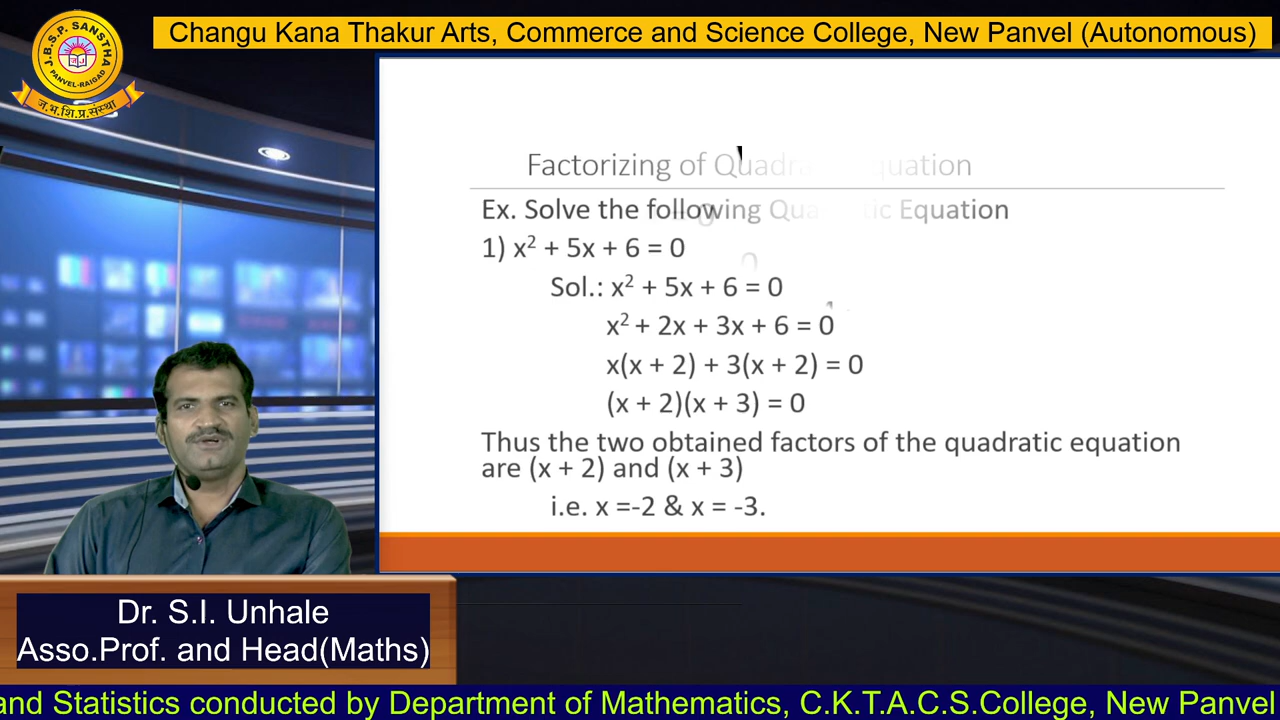 Changu Kana Thakur Arts, Commerce and Science College, New Panvel (Autonomous)
J.B.S.P. SANSTHA
PANVEL-RAIGAD
ज.भ.शि.प्र.संस्था
Factorizing of Quadra uation
Ex. Solve the following Qua tic Equation
1) x² + 5x + 6 = 0
Sol.: x² + 5x + 6 = 0
x² + 2x + 3x + 6 = 0
x(x + 2) + 3(x + 2) = 0
(x + 2)(x + 3) = 0
Thus the two obtained factors of the quadratic equation
are (x + 2) and (x + 3)
i.e. x =-2 & x = -3.
Dr. S.I. Unhale
Asso.Prof. and Head(Maths)
and Statistics conducted by Department of Mathematics, C.K.T.A.C.S.College, New Panvel